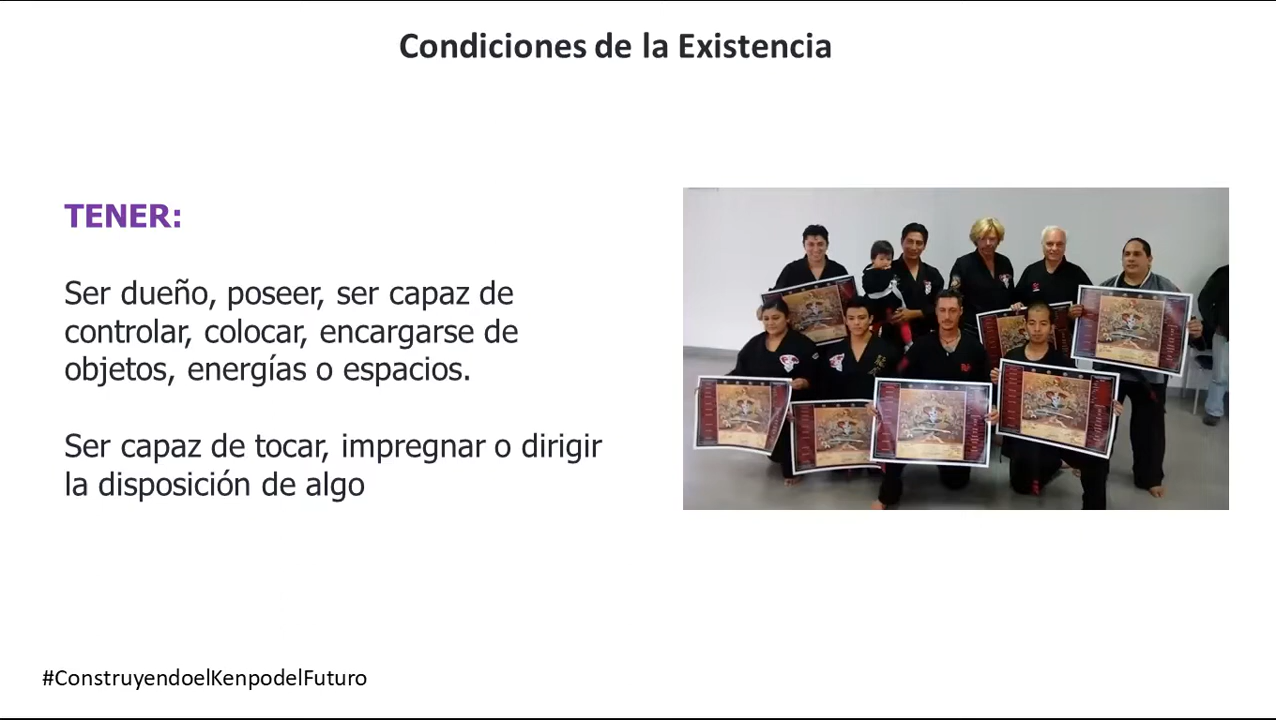 Condiciones de la Existencia
TENER:
Ser dueño, poseer, ser capaz de
controlar, colocar, encargarse de
objetos, energías o espacios.
Ser capaz de tocar, impregnar o dirigir
la disposición de algo
#ConstruyendoelKenpodelFuturo